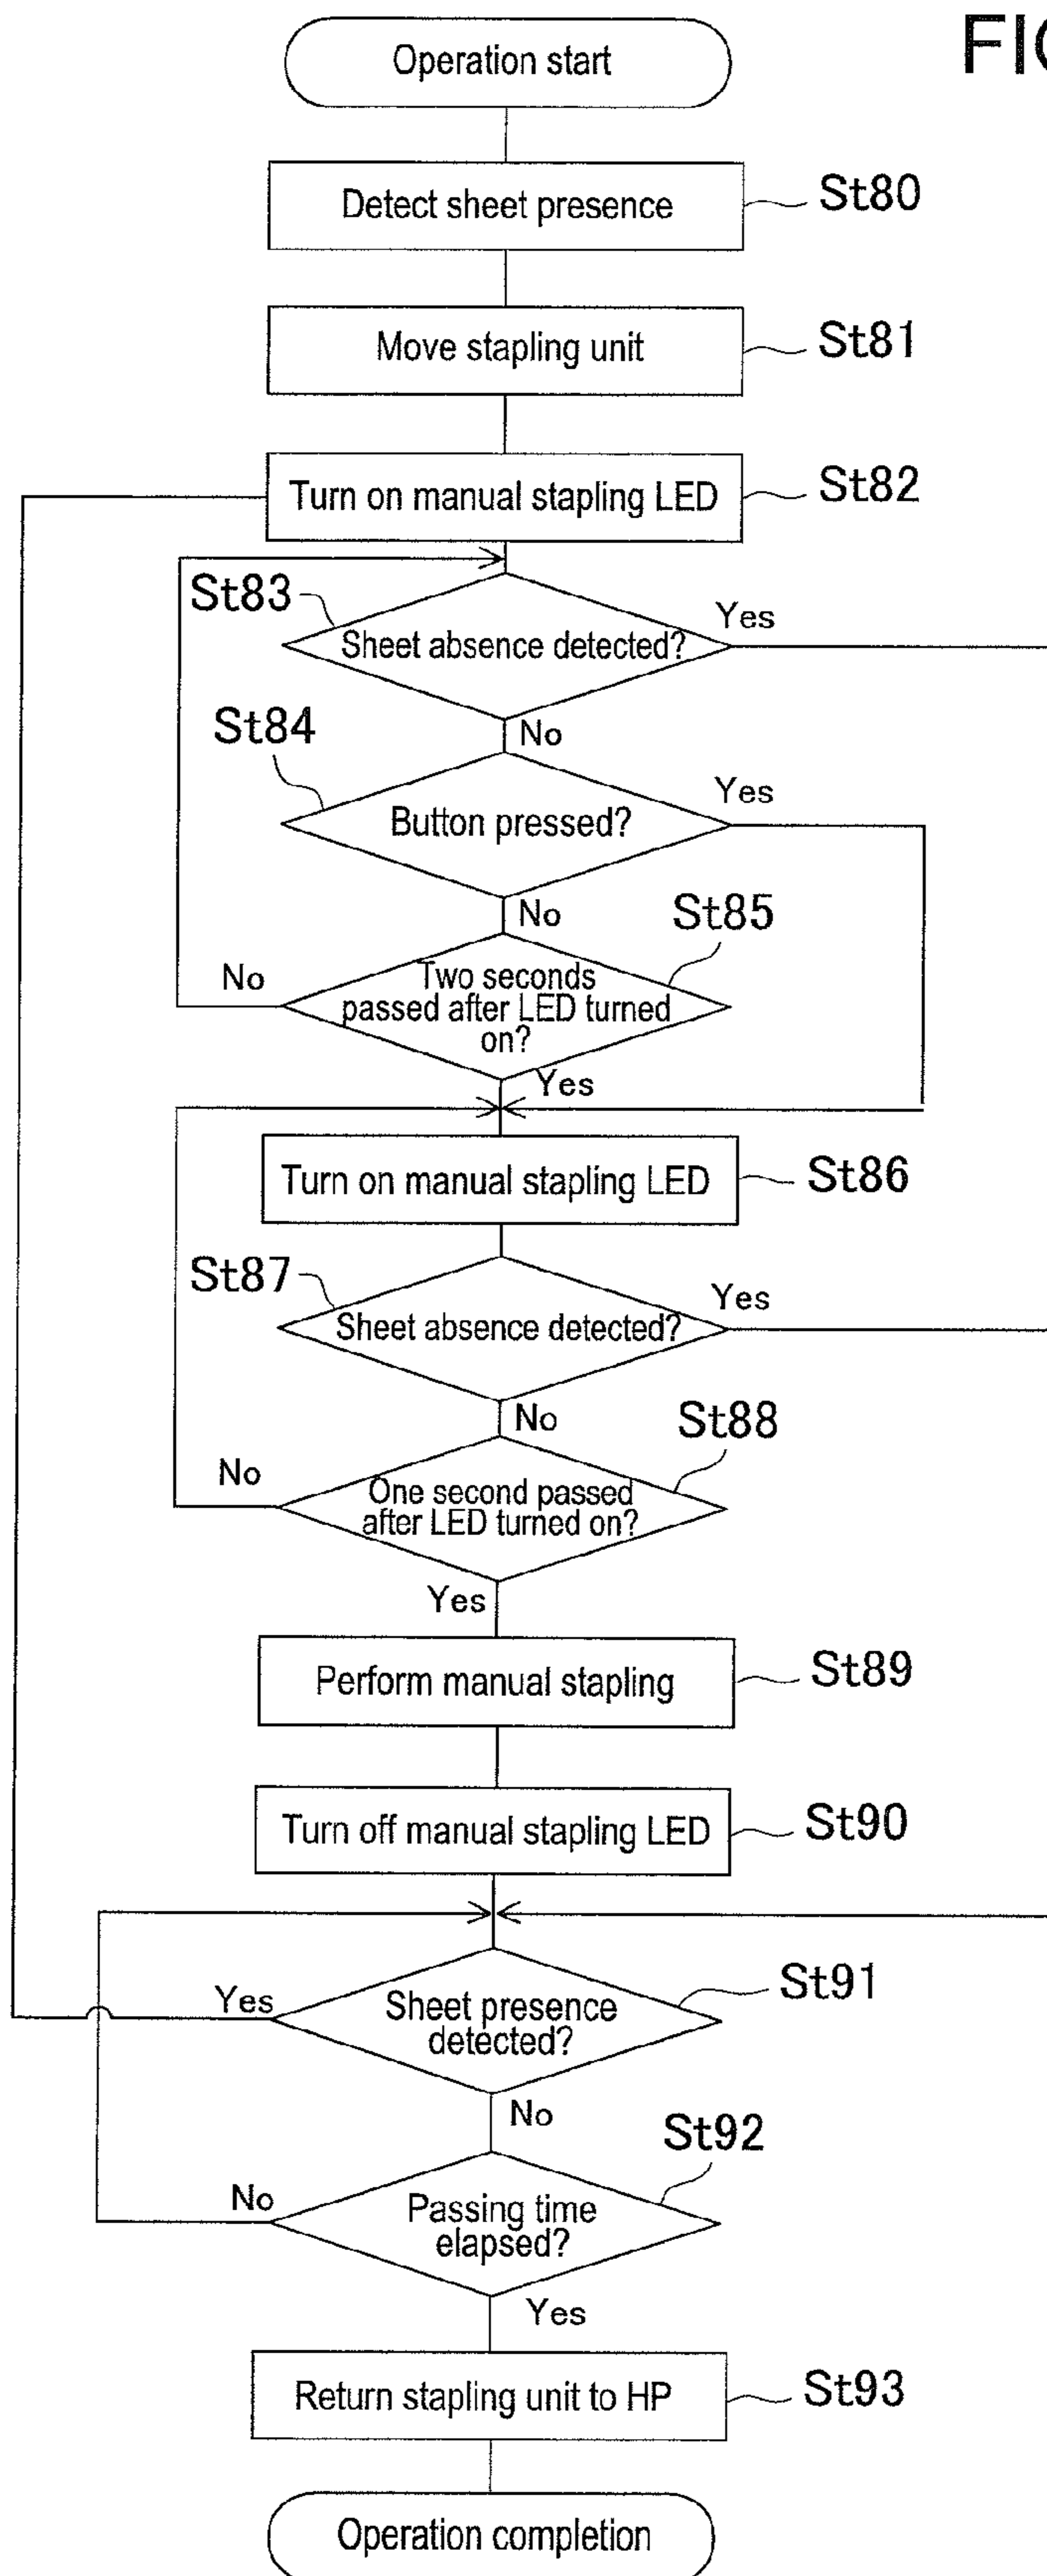 FIG
Operation start
Detect sheet presence
St80
Move stapling unit
St81
Turn on manual stapling LED
St82
St83
Sheet absence detected?
Yes
No
St84
Button pressed?
Yes
No
St85
Two seconds
passed after LED turned
on?
No
Yes
Turn on manual stapling LED
St86
St87
Sheet absence detected?
Yes
No
St88
One second passed
after LED turned on?
No
Yes
Perform manual stapling
St89
Turn off manual stapling LED
St90
St91
Sheet presence
detected?
Yes
No
St92
Passing time
elapsed?
No
Yes
Return stapling unit to HP
St93
Operation completion